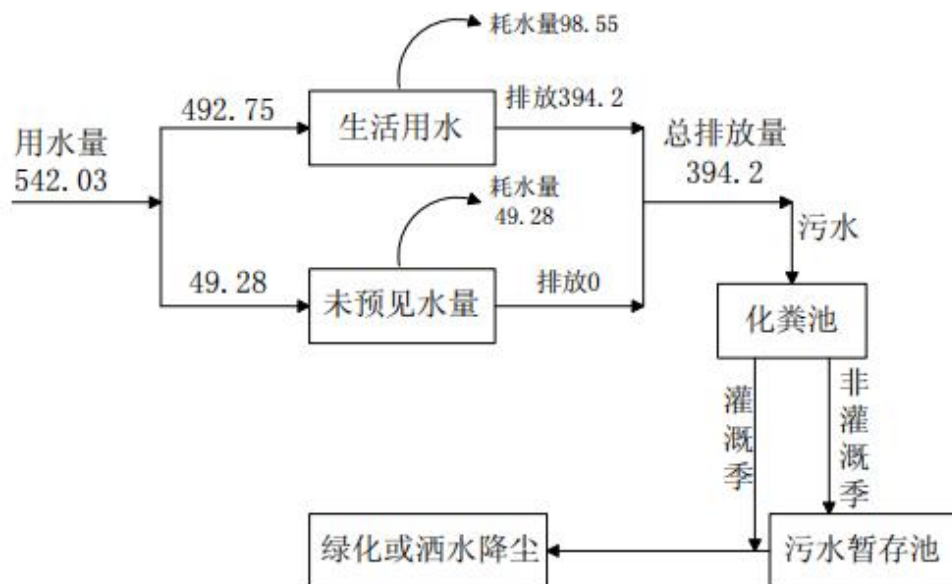 耗水量98.55
492.75
生活用水
排放394.2
用水量
542.03
总排放量
394.2
耗水量
49.28
污水
49.28
未预见水量
排放0
化粪池
灌溉季
非灌溉季
绿化或洒水降尘
污水暂存池